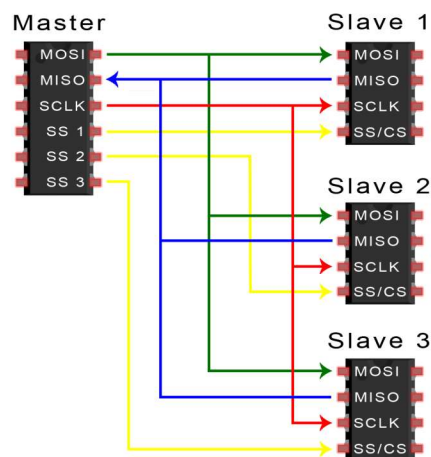 Master
MOSI
MISO
SCLK
SS 1
SS 2
SS 3
Slave 1
MOSI
MISO
SCLK
SS/CS
Slave 2
MOSI
MISO
SCLK
SS/CS
Slave 3
MOSI
MISO
SCLK
SS/CS